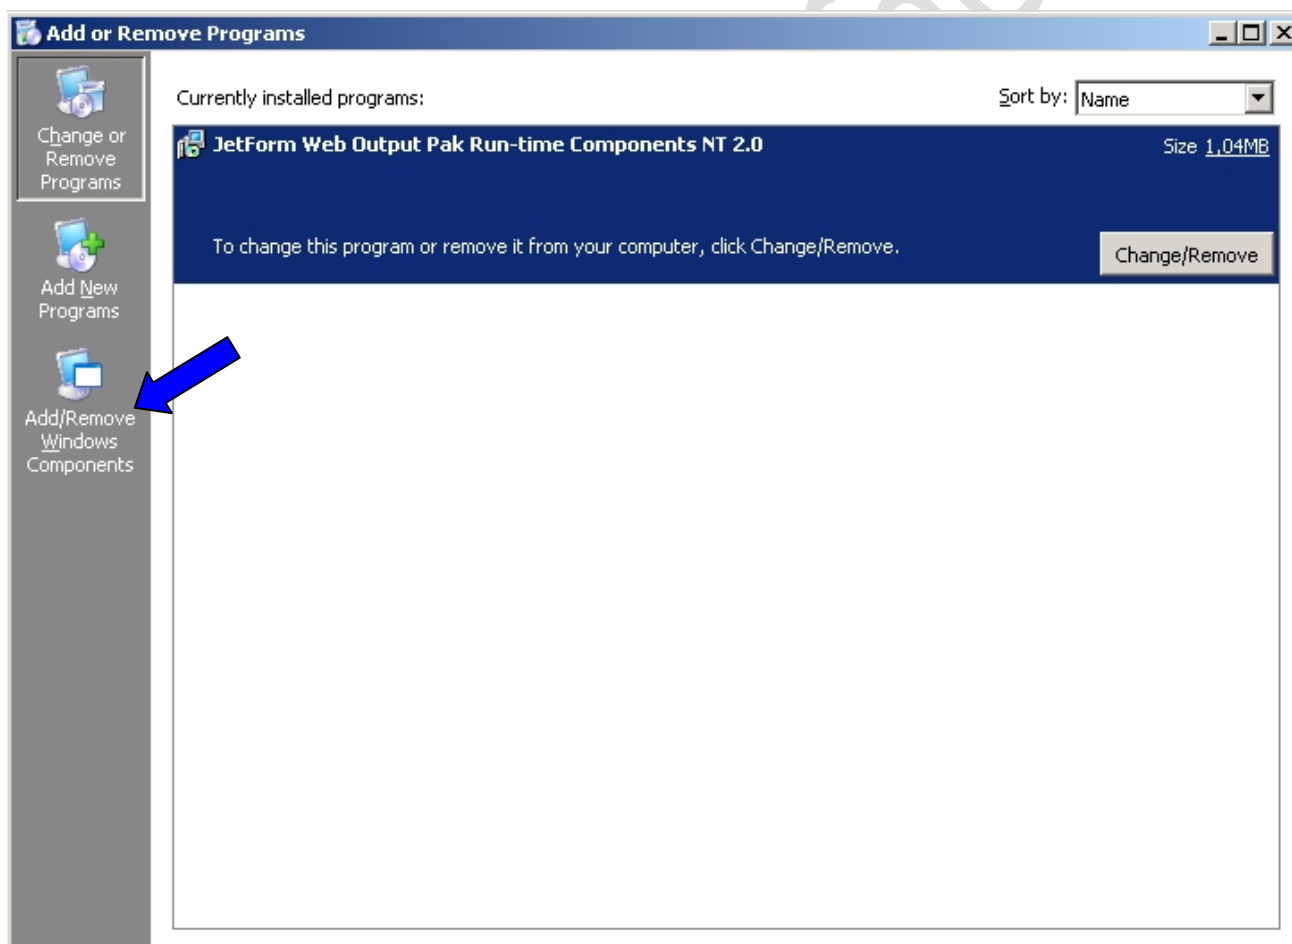 Add or Remove Programs
Change or
Remove
Programs
Add New
Programs
Add/Remove
Windows
Components
Currently installed programs:
Sort by: Name
JetForm Web Output Pak Run-time Components NT 2.0
Size 1,04MB
To change this program or remove it from your computer, click Change/Remove.
Change/Remove